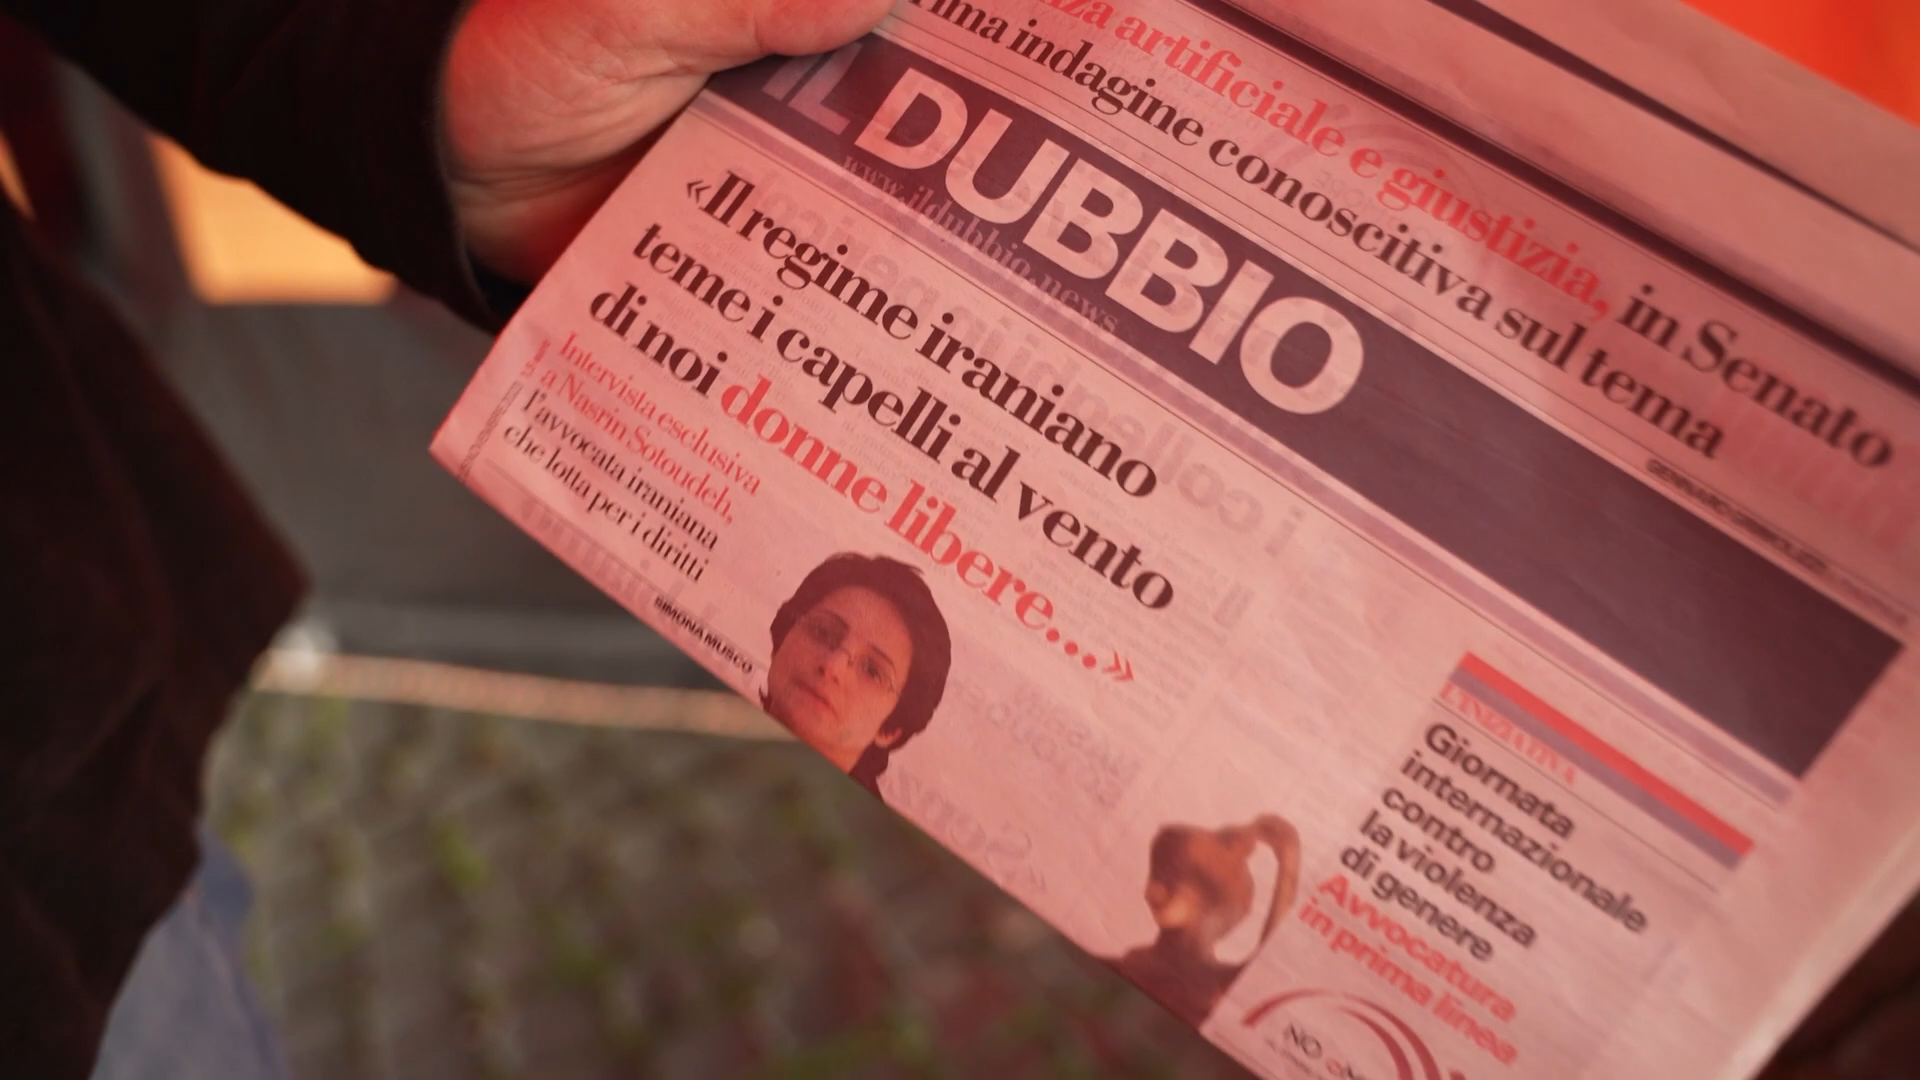 artificiale e giustizia, in Senato
indagine conoscitiva sul tema
IL DUBBIO
www.ildubbio.news
«Il regime iraniano
teme i capelli al vento
di noi donne libere...»
Intervista esclusiva
a Nasrin Sotoudeh,
l'avvocata iraniana
che lotta per i diritti
SIMONA MUSCO
L'INIZIATIVA
Giornata
internazionale
contro
la violenza
di genere
Avvocatura
in prima linea
NO